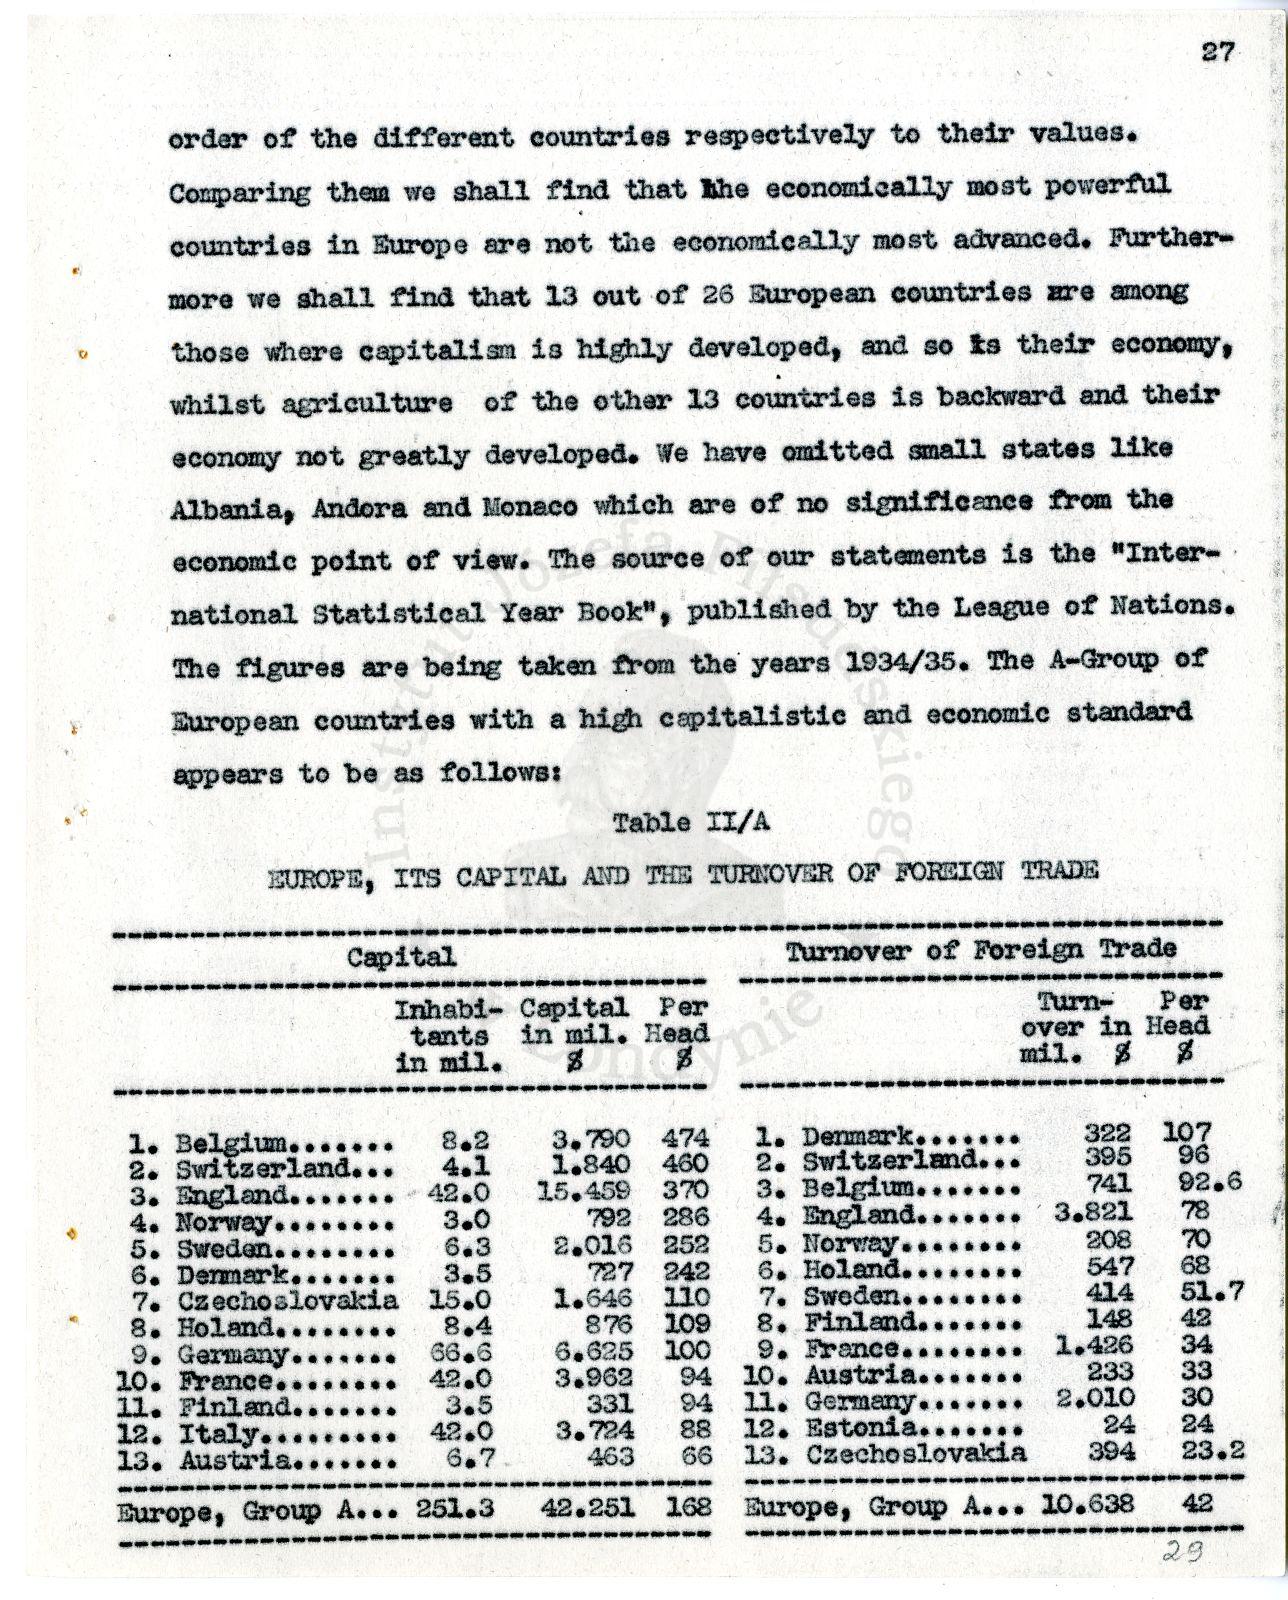 27
order of the different countries respectively to their values.
Comparing them we shall find that the economically most powerful
countries in Europe are not the economically most advanced. Further-
more we shall find that 13 out of 26 European countries are among
those where capitalism is highly developed, and so is their economy,
whilst agriculture of the other 13 countries is backward and their
economy not greatly developed. We have omitted small states like
Albania, Andora and Monaco which are of no significance from the
economic point of view. The source of our statements is the "Inter-
national Statistical Year Book", published by the League of Nations.
The figures are being taken from the years 1934/35. The A-Group of
European countries with a high capitalistic and economic standard
appears to be as follows:
Table II/A
EUROPE, ITS CAPITAL AND THE TURNOVER OF FOREIGN TRADE
Capital Turnover of Foreign Trade
Inhabi- Capital Per Turn- Per
tants in mil. Head over in Head
in mil. $ $ mil. $ $
1. Belgium....... 8.2 3.790 474 1. Denmark....... 322 107
2. Switzerland... 4.1 1.840 460 2. Switzerland... 395 96
3. England....... 42.0 15.459 370 3. Belgium....... 741 92.6
4. Norway........ 3.0 792 286 4. England....... 3.821 78
5. Sweden........ 6.3 2.016 252 5. Norway........ 208 70
6. Denmark....... 3.5 727 242 6. Holand........ 547 68
7. Czechoslovakia 15.0 1.646 110 7. Sweden........ 414 51.7
8. Holand........ 8.4 876 109 8. Finland....... 148 42
9. Germany....... 66.6 6.625 100 9. France........ 1.426 34
10. France........ 42.0 3.962 94 10. Austria....... 233 33
11. Finland....... 3.5 331 94 11. Germany....... 2.010 30
12. Italy......... 42.0 3.724 88 12. Estonia....... 24 24
13. Austria....... 6.7 463 66 13. Czechoslovakia 394 23.2
Europe, Group A... 251.3 42.251 168 Europe, Group A... 10.638 42
29
Instytut Józefa Piłsudskiego
w Londynie